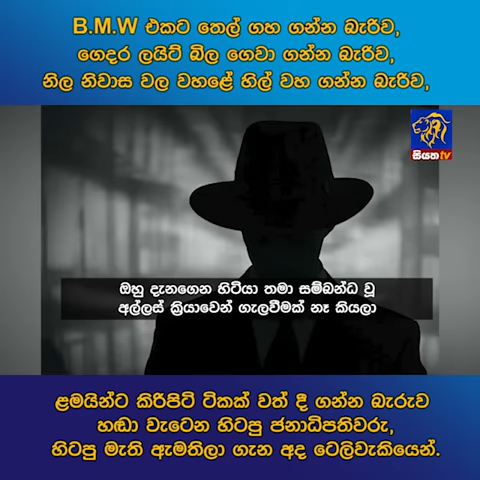 B.M.W එකට තෙල් ගහ ගන්න බැරිව,
ගෙදර ලයිට් බිල ගෙවා ගන්න බැරිව,
නිල නිවාස වල වහළේ හිල් වහ ගන්න බැරිව,
සියත tv
ඔහු දැනගෙන හිටියා තමා සම්බන්ධ වූ
අල්ලස් ක්‍රියාවෙන් ගැලවීමක් නෑ කියලා
ළමයින්ට කිරිපිටි ටිකක් වත් දී ගන්න බැරුව
හඬා වැටෙන හිටපු ජනාධිපතිවරු,
හිටපු මැති ඇමතිලා ගැන අද ටෙලිවැකියෙන්.